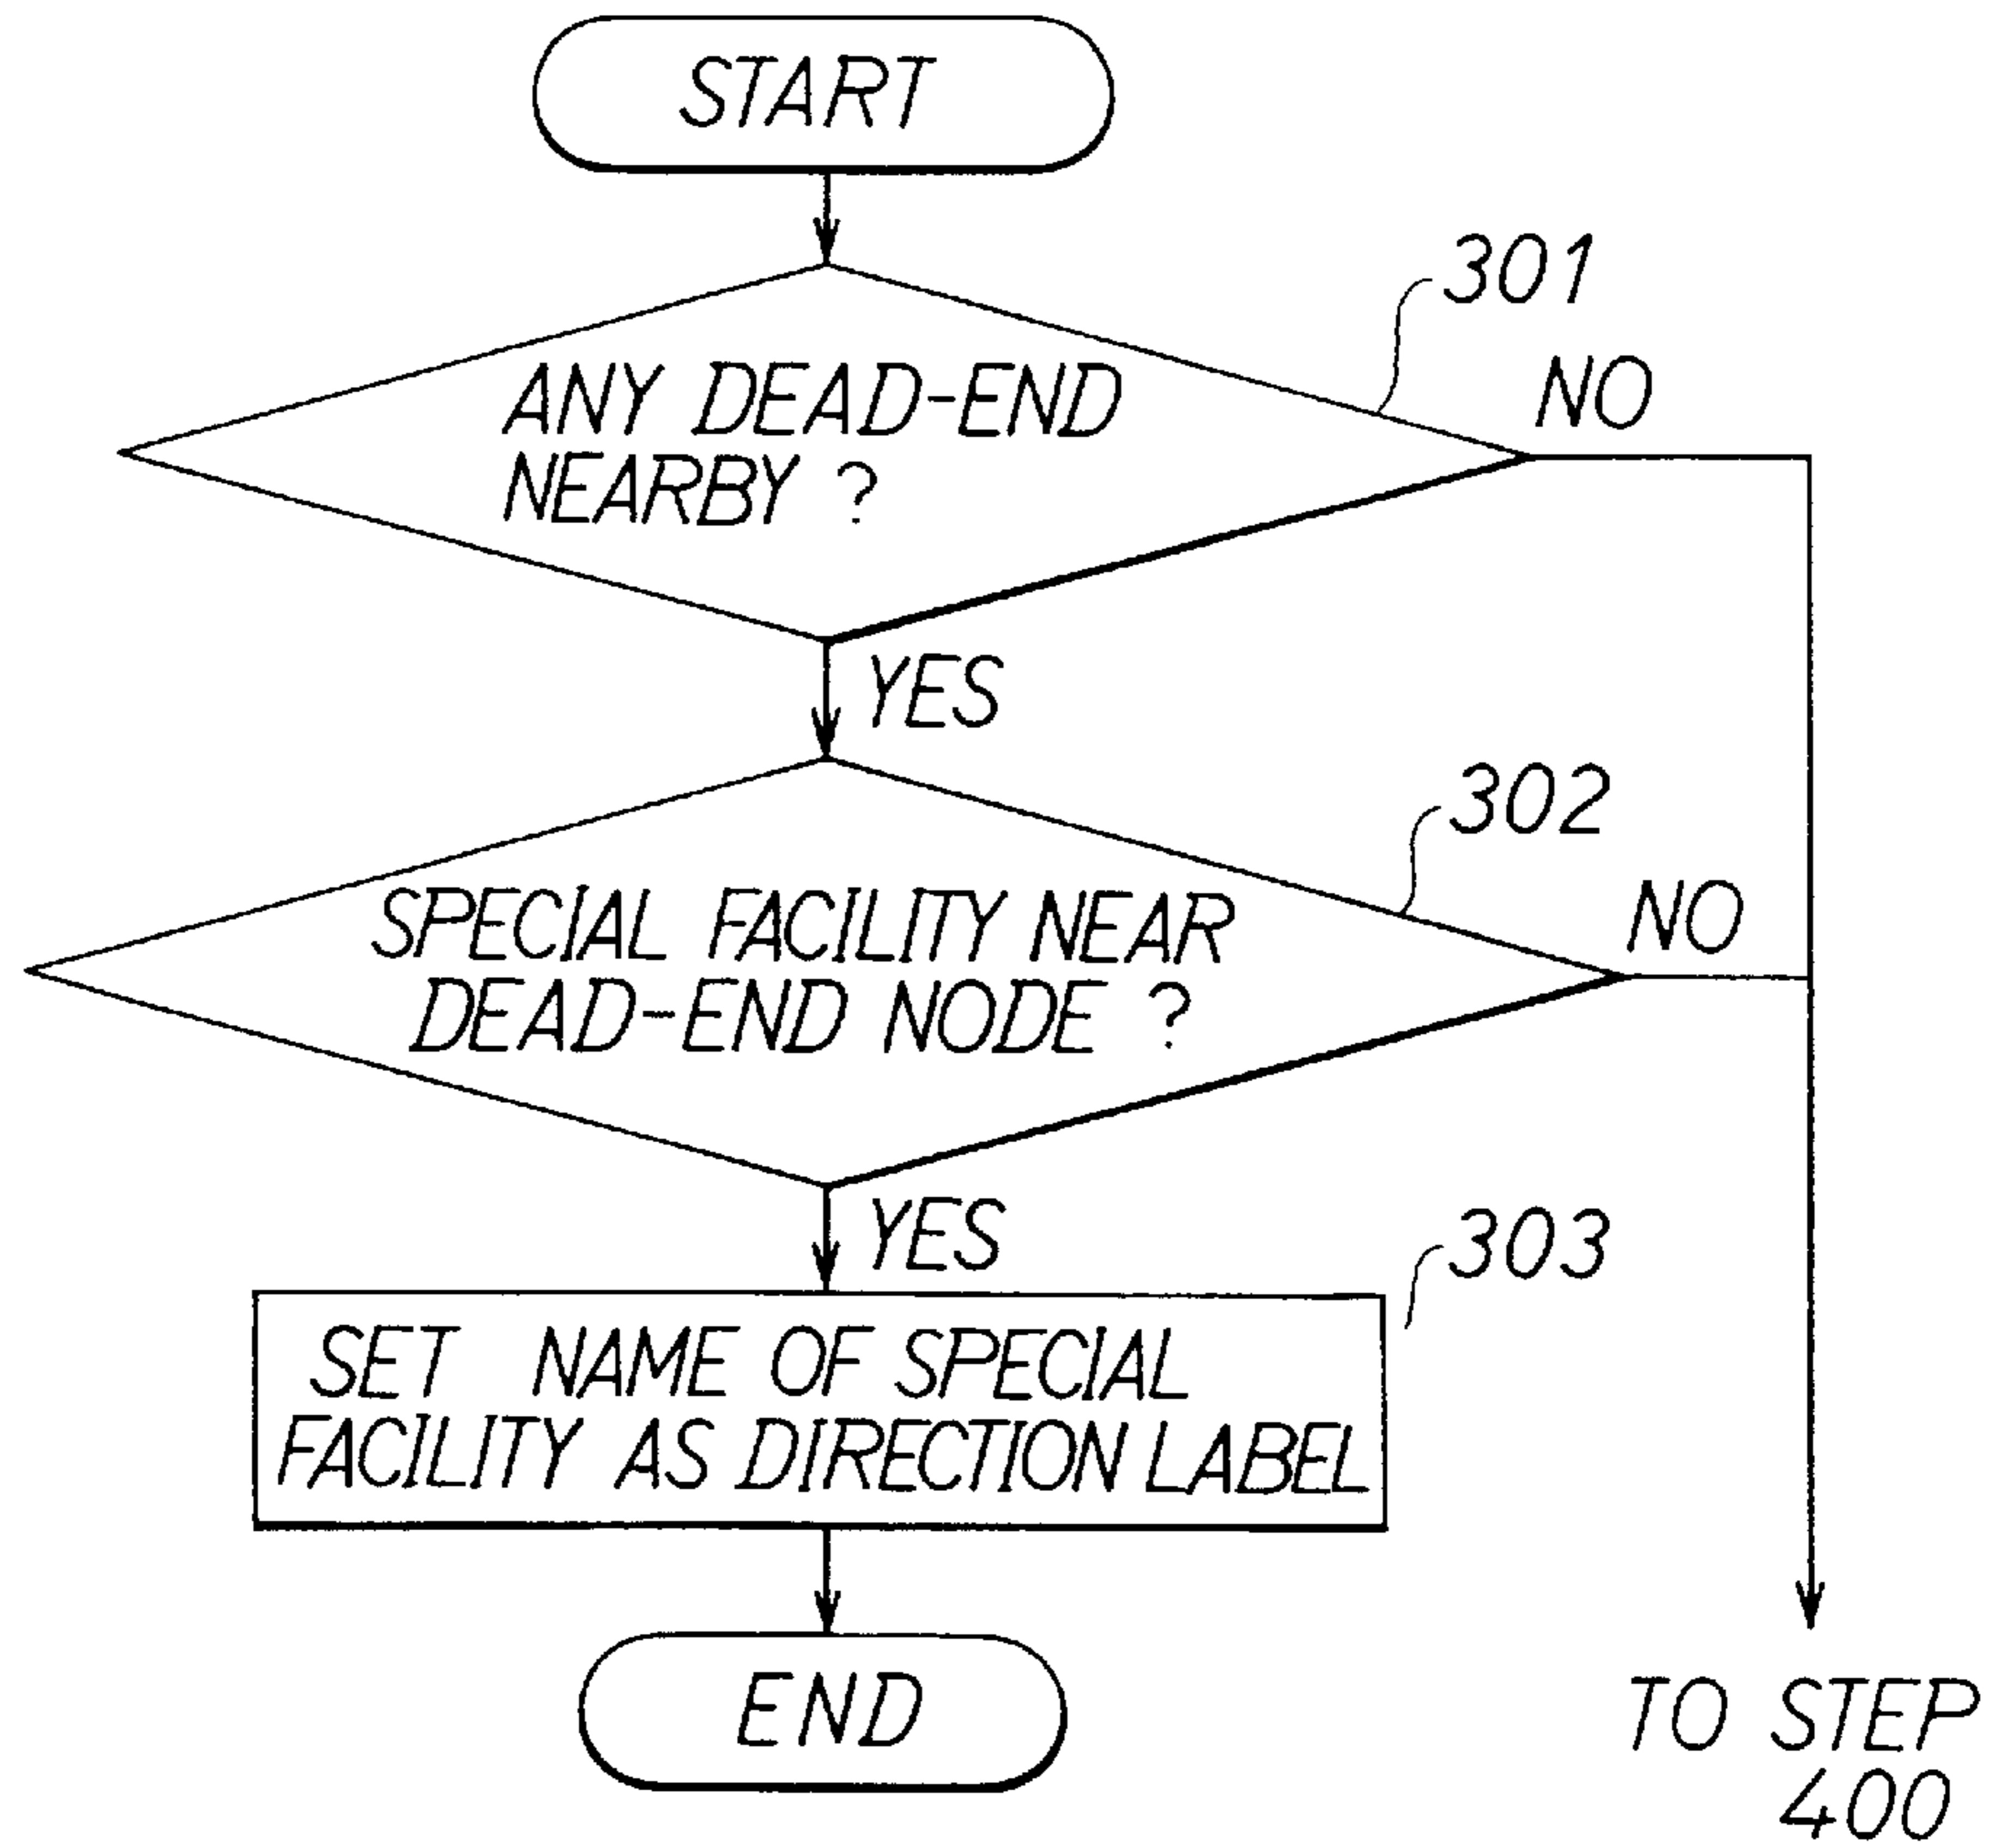 START
301
NO
ANY DEAD-END
NEARBY ?
YES
302
NO
SPECIAL FACILITY NEAR
DEAD-END NODE ?
YES
303
SET NAME OF SPECIAL
FACILITY AS DIRECTION LABEL
END
TO STEP
400